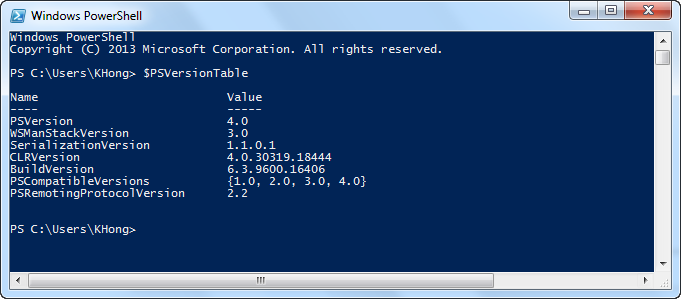 Windows PowerShell
Windows PowerShell
Copyright (C) 2013 Microsoft Corporation. All rights reserved.
PS C:\Users\KHong> $PSVersionTable
Name                           Value
----                           -----
PSVersion                      4.0
WSManStackVersion              3.0
SerializationVersion           1.1.0.1
CLRVersion                     4.0.30319.18444
BuildVersion                   6.3.9600.16406
PSCompatibleVersions           {1.0, 2.0, 3.0, 4.0}
PSRemotingProtocolVersion      2.2
PS C:\Users\KHong>